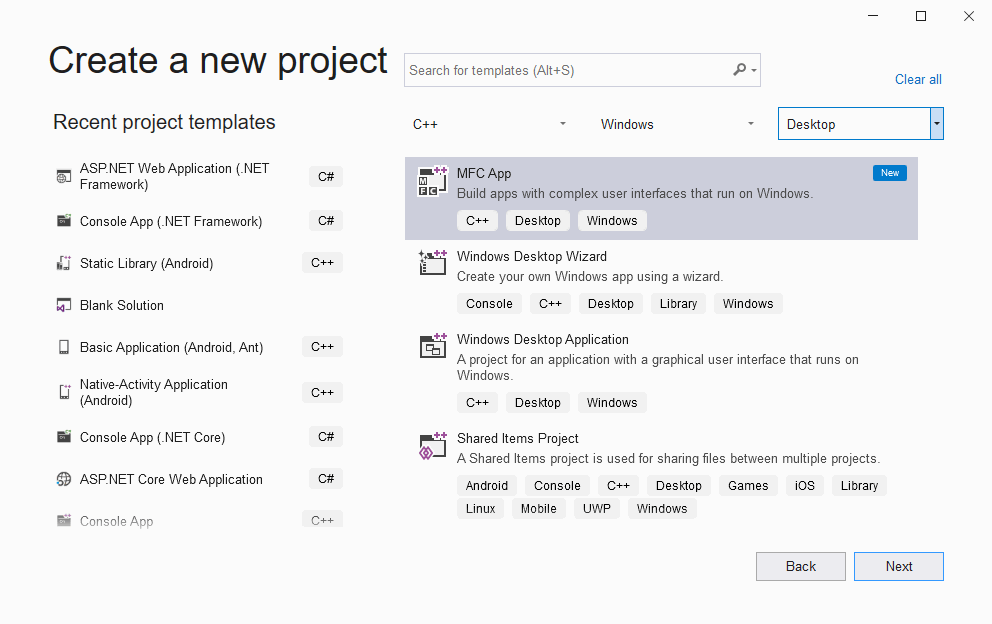 Create a new project
Search for templates (Alt+S)
Clear all
Recent project templates
C++
Windows
Desktop
ASP.NET Web Application (.NET
Framework)
C#
Console App (.NET Framework)
C#
Static Library (Android)
C++
Blank Solution
Basic Application (Android, Ant)
C++
Native-Activity Application
(Android)
C++
Console App (.NET Core)
C#
ASP.NET Core Web Application
C#
Console App
C++
MFC App
New
Build apps with complex user interfaces that run on Windows.
C++ Desktop Windows
Windows Desktop Wizard
Create your own Windows app using a wizard.
Console C++ Desktop Library Windows
Windows Desktop Application
A project for an application with a graphical user interface that runs on
Windows.
C++ Desktop Windows
Shared Items Project
A Shared Items project is used for sharing files between multiple projects.
Android Console C++ Desktop Games iOS Library
Linux Mobile UWP Windows
Back
Next